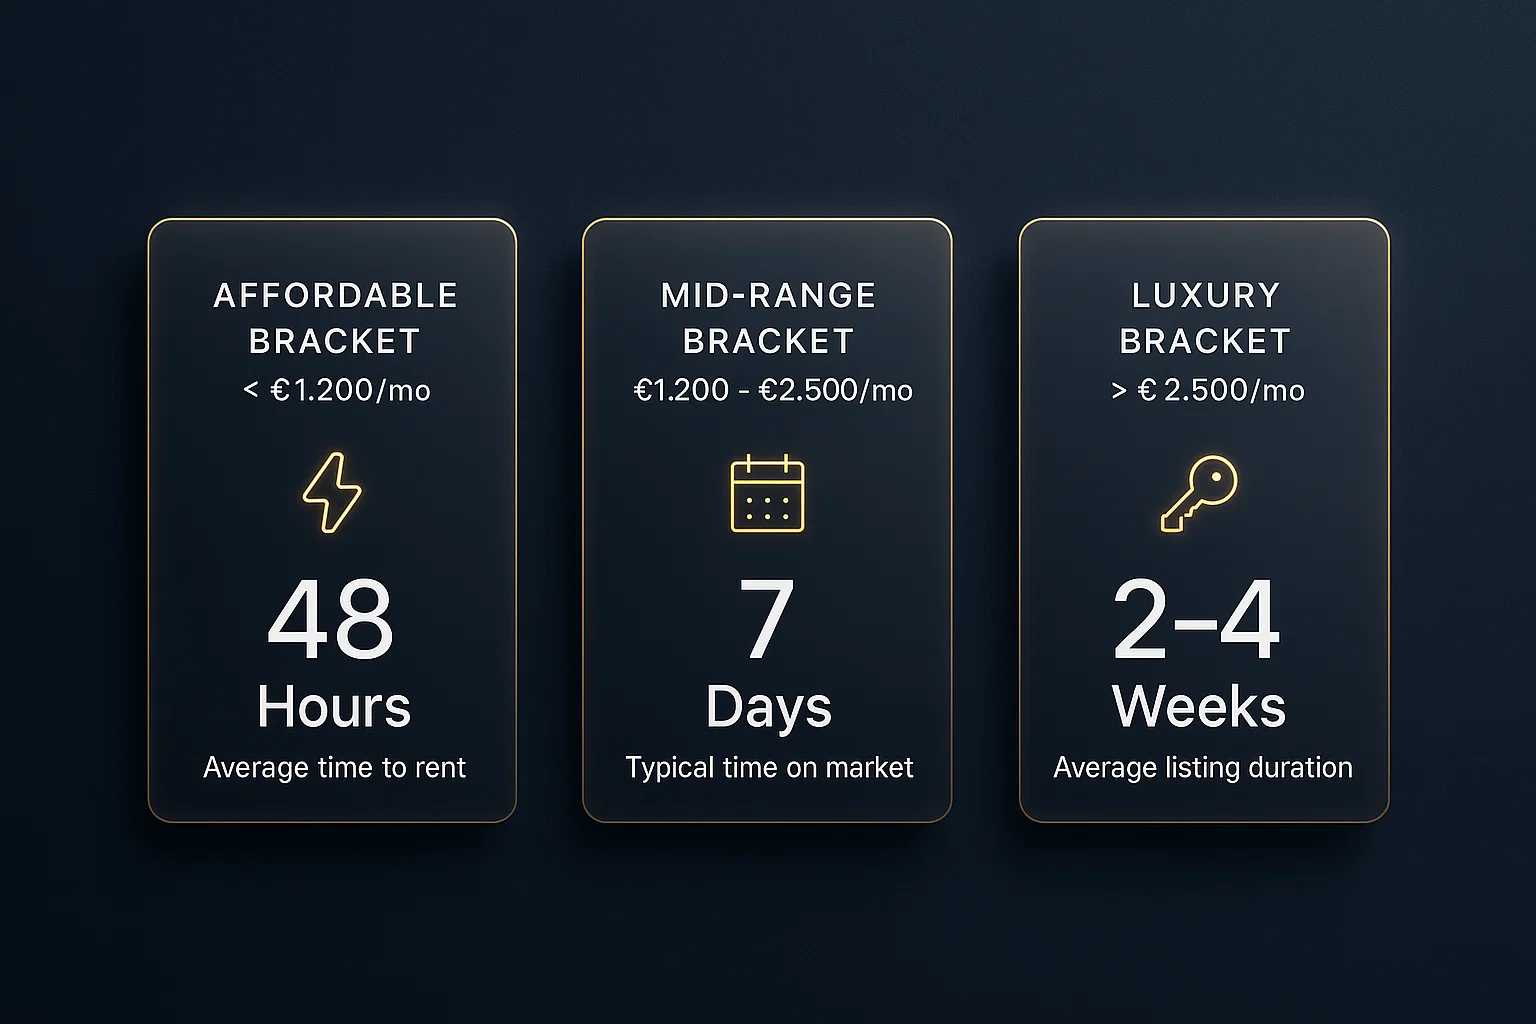 AFFORDABLE
BRACKET
< €1.200/mo
48
Hours
Average time to rent
MID-RANGE
BRACKET
€1.200 - €2.500/mo
7
Days
Typical time on market
LUXURY
BRACKET
> € 2.500/mo
2–4
Weeks
Average listing duration